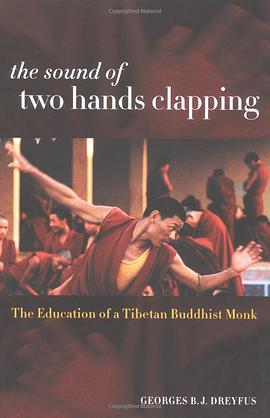 the sound of
two hands clapping
The Education of a Tibetan Buddhist Monk
GEORGES B. J. DREYFUS